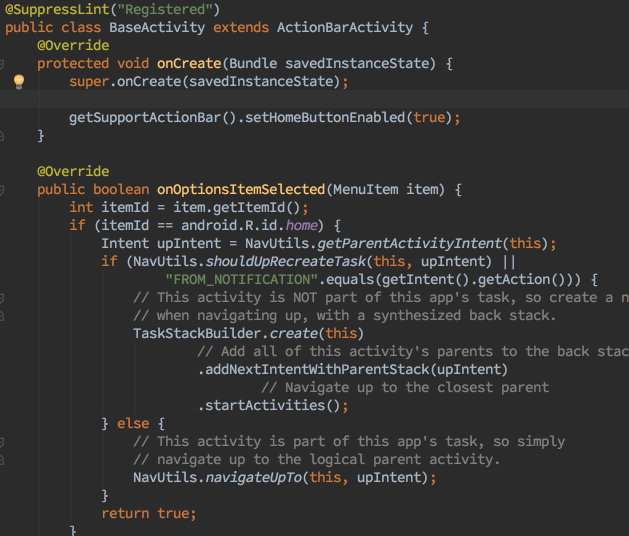 @SuppressLint("Registered")
public class BaseActivity extends ActionBarActivity {
    @Override
    protected void onCreate(Bundle savedInstanceState) {
        super.onCreate(savedInstanceState);

        getSupportActionBar().setHomeButtonEnabled(true);
    }

    @Override
    public boolean onOptionsItemSelected(MenuItem item) {
        int itemId = item.getItemId();
        if (itemId == android.R.id.home) {
            Intent upIntent = NavUtils.getParentActivityIntent(this);
            if (NavUtils.shouldUpRecreateTask(this, upIntent) ||
                    "FROM_NOTIFICATION".equals(getIntent().getAction())) {
                // This activity is NOT part of this app's task, so create a n
                // when navigating up, with a synthesized back stack.
                TaskStackBuilder.create(this)
                        // Add all of this activity's parents to the back stac
                        .addNextIntentWithParentStack(upIntent)
                                // Navigate up to the closest parent
                        .startActivities();
            } else {
                // This activity is part of this app's task, so simply
                // navigate up to the logical parent activity.
                NavUtils.navigateUpTo(this, upIntent);
            }
            return true;
        }